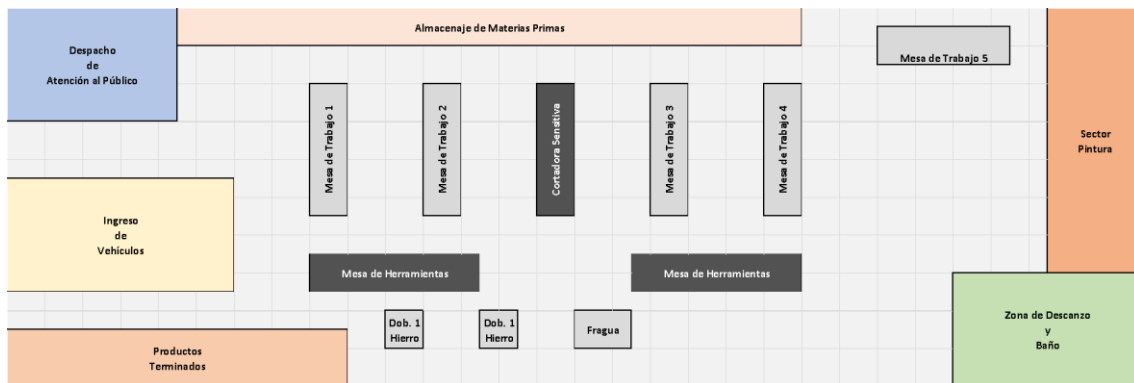 Almacenaje de Materias Primas
Despacho
de
Atención al Público
Mesa de Trabajo 5
Mesa de Trabajo 1
Mesa de Trabajo 2
Cortadora Sensitiva
Mesa de Trabajo 3
Mesa de Trabajo 4
Sector
Pintura
Ingreso
de
Vehículos
Mesa de Herramientas
Mesa de Herramientas
Dob. 1
Hierro
Dob. 1
Hierro
Fragua
Zona de Descanzo
y
Baño
Productos
Terminados